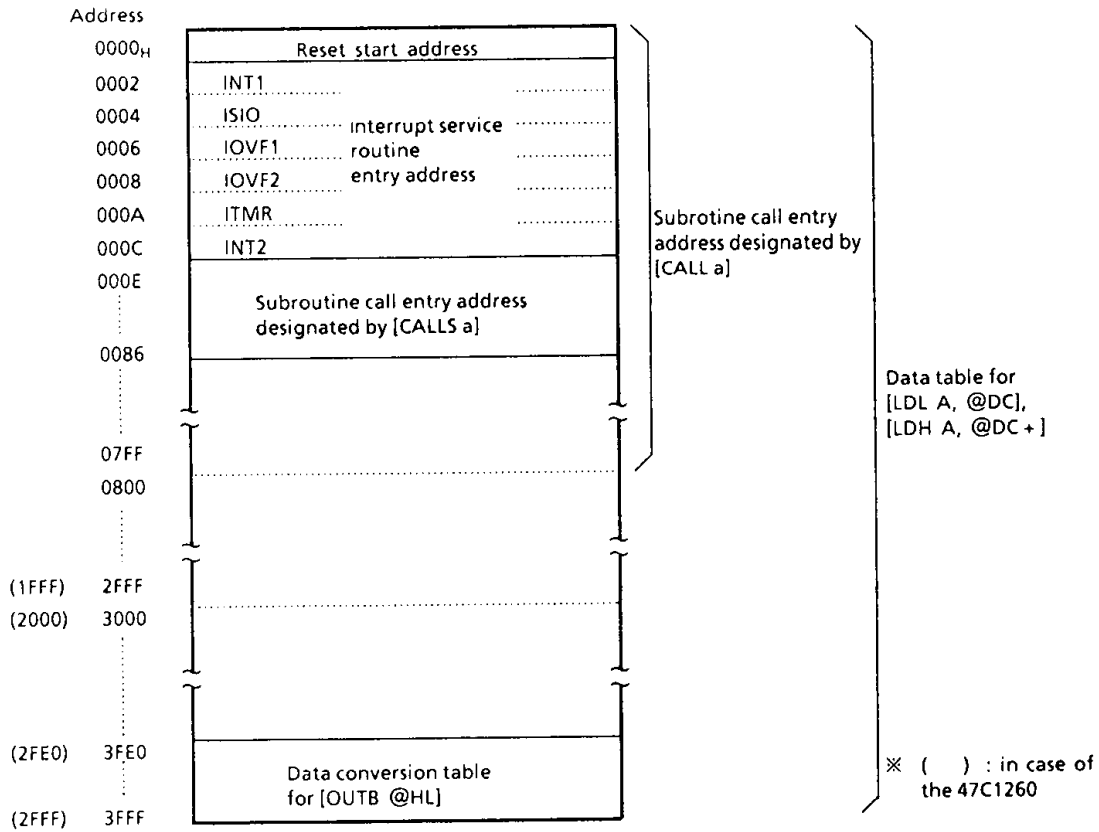 Address
0000H Reset start address
0002 INT1
0004 ISIO
interrupt service
0006 IOVF1 routine
0008 IOVF2 entry address
000A ITMR
000C INT2
Subrotine call entry
address designated by
[CALL a]
000E
Subroutine call entry address
designated by [CALLS a]
0086
Data table for
[LDL A, @DC],
[LDH A, @DC+]
07FF
0800
(1FFF) 2FFF
(2000) 3000
(2FE0) 3FE0
Data conversion table
for [OUTB @HL]
(2FFF) 3FFF
※ ( ) : in case of
the 47C1260